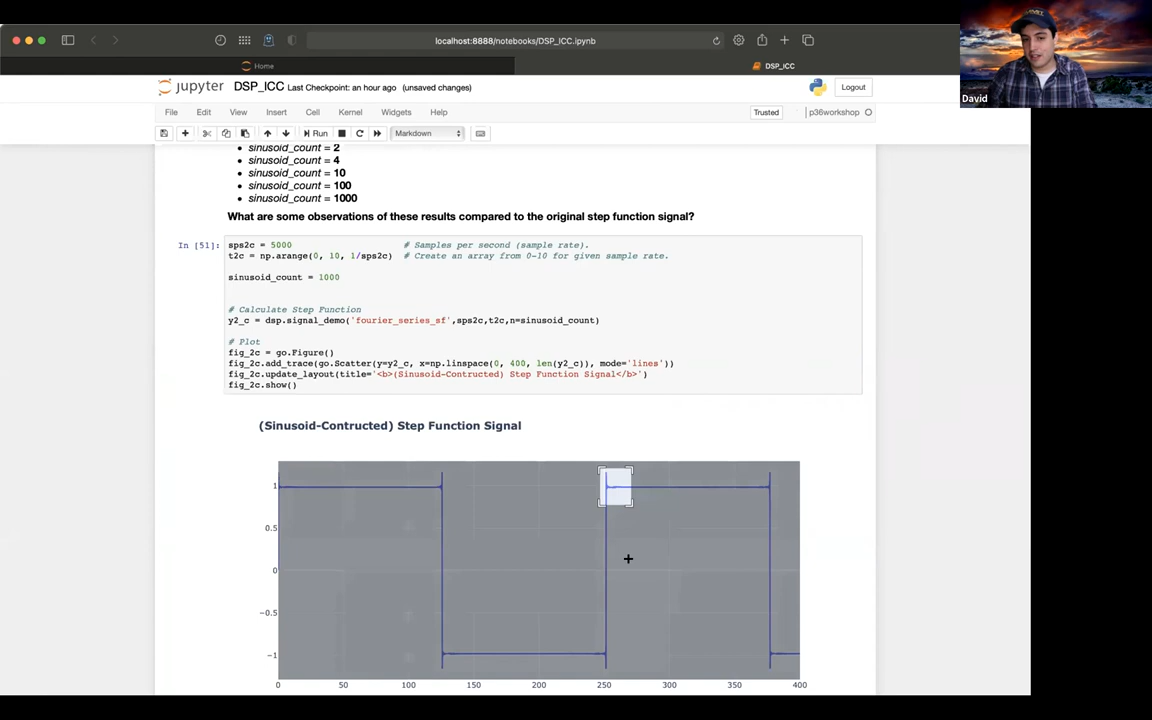 localhost:8888/notebooks/DSP_ICC.ipynb
Home
DSP_ICC
David
jupyter DSP_ICC Last Checkpoint: an hour ago (unsaved changes)
Logout
File Edit View Insert Cell Kernel Widgets Help
Trusted
p36workshop
Run
Markdown
• sinusoid_count = 2
• sinusoid_count = 4
• sinusoid_count = 10
• sinusoid_count = 100
• sinusoid_count = 1000
What are some observations of these results compared to the original step function signal?
In [51]:
sps2c = 5000 # Samples per second (sample rate).
t2c = np.arange(0, 10, 1/sps2c) # Create an array from 0-10 for given sample rate.
sinusoid_count = 1000
# Calculate Step Function
y2_c = dsp.signal_demo('fourier_series_sf',sps2c,t2c,n=sinusoid_count)
# Plot
fig_2c = go.Figure()
fig_2c.add_trace(go.Scatter(y=y2_c, x=np.linspace(0, 400, len(y2_c)), mode='lines'))
fig_2c.update_layout(title='<b>(Sinusoid-Contructed) Step Function Signal</b>')
fig_2c.show()
(Sinusoid-Contructed) Step Function Signal
1
0.5
0
−0.5
−1
0 50 100 150 200 250 300 350 400